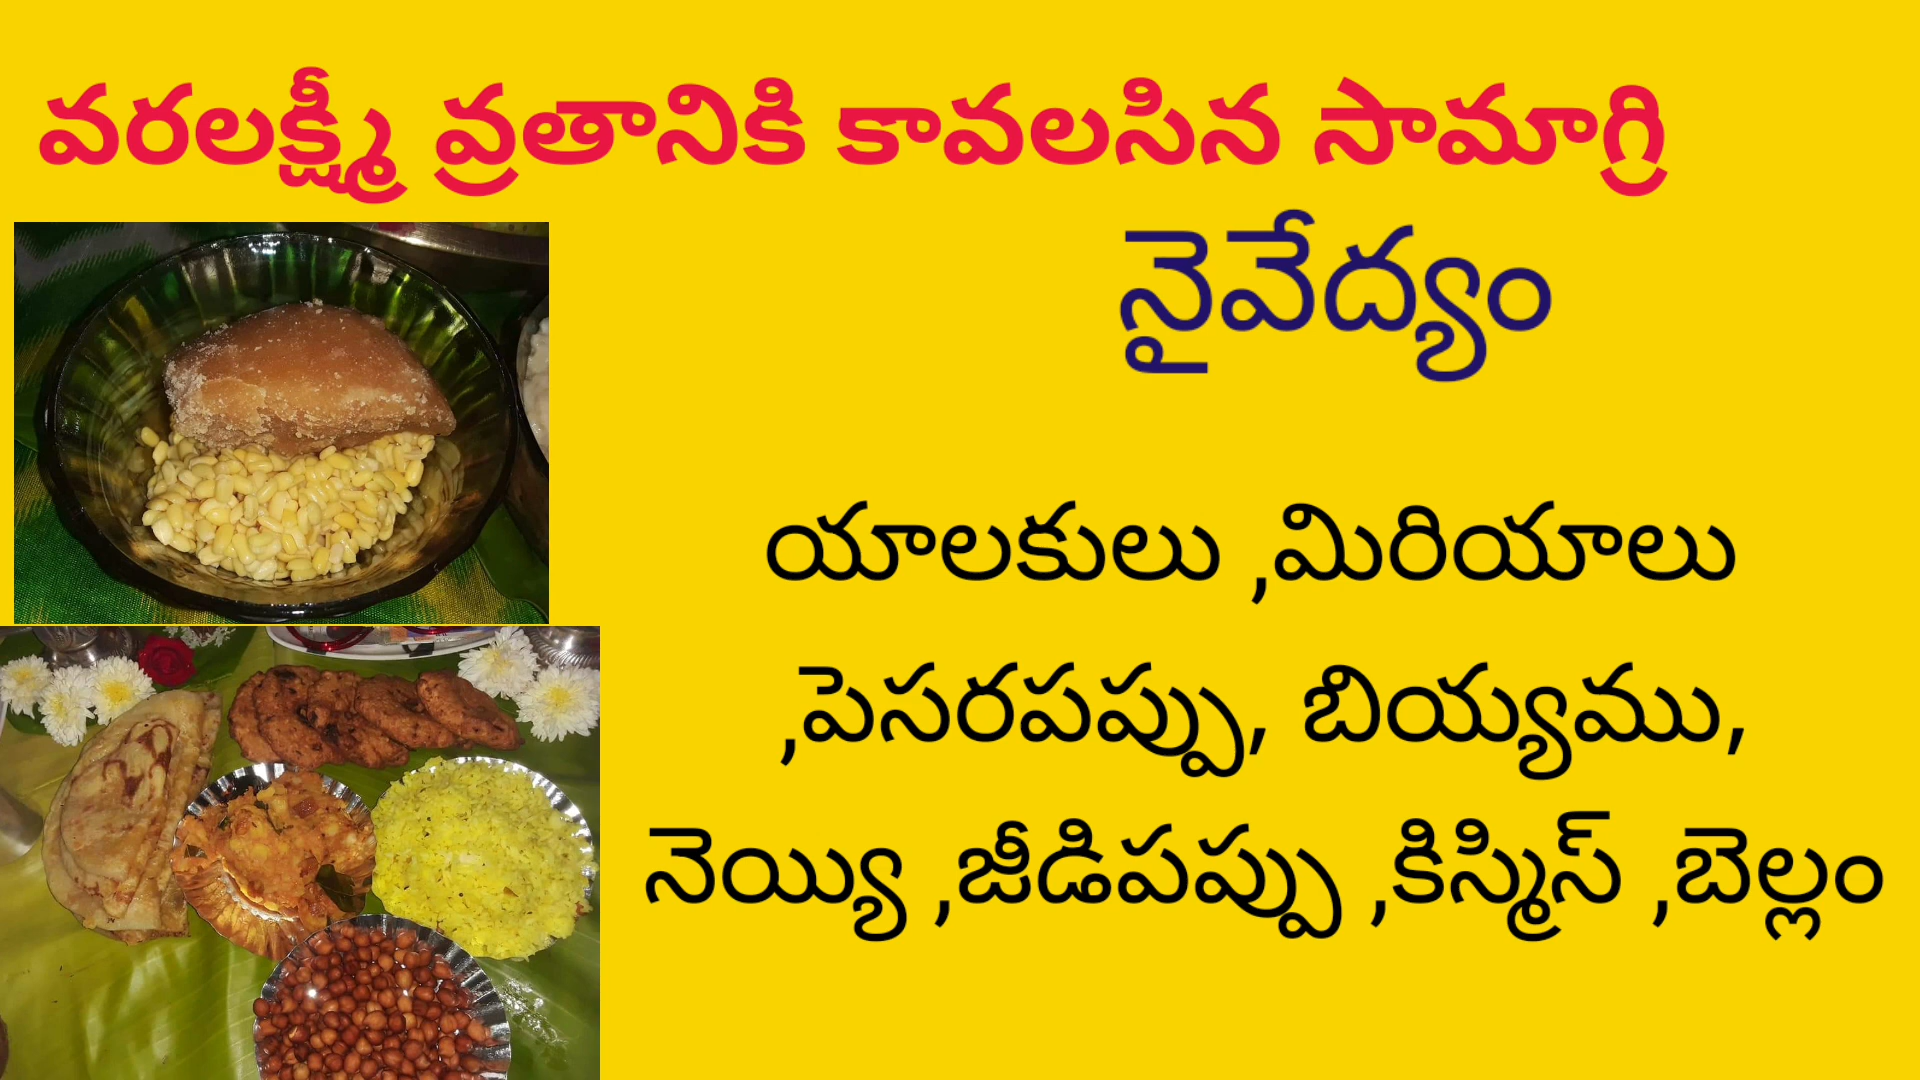 వరలక్ష్మీ వ్రతానికి కావలసిన సామాగ్రి
నైవేద్యం
యాలకులు ,మిరియాలు
,పెసరపప్పు, బియ్యము,
నెయ్యి ,జీడిపప్పు ,కిస్మిస్ ,బెల్లం